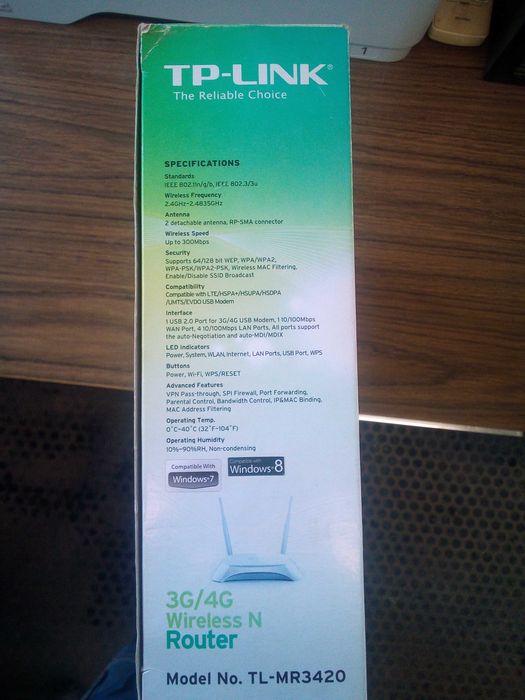 TP-LINK®
The Reliable Choice
SPECIFICATIONS
Standards
IEEE 802.11n/g/b, IEEE 802.3/3u
Wireless Frequency
2.4GHz~2.4835GHz
Antenna
2 detachable antenna, RP-SMA connector
Wireless Speed
Up to 300Mbps
Security
Supports 64/128 bit WEP, WPA/WPA2,
WPA-PSK/WPA2-PSK, Wireless MAC Filtering,
Enable/Disable SSID Broadcast
Compatibility
Compatible with LTE/HSPA+/HSUPA/HSDPA
/UMTS/EVDO USB Modem
Interface
1 USB 2.0 Port for 3G/4G USB Modem, 1 10/100Mbps
WAN Port, 4 10/100Mbps LAN Ports, All ports support
the auto-Negotiation and auto-MDI/MDIX
LED Indicators
Power, System, WLAN, Internet, LAN Ports, USB Port, WPS
Buttons
Power, Wi-Fi, WPS/RESET
Advanced Features
VPN Pass-through, SPI Firewall, Port Forwarding,
Parental Control, Bandwidth Control, IP&MAC Binding,
MAC Address Filtering
Operating Temp.
0°C~40°C (32°F~104°F)
Operating Humidity
10%~90%RH, Non-condensing
Compatible With
Windows 7
Compatible with
Windows 8
3G/4G
Wireless N
Router
Model No. TL-MR3420
1